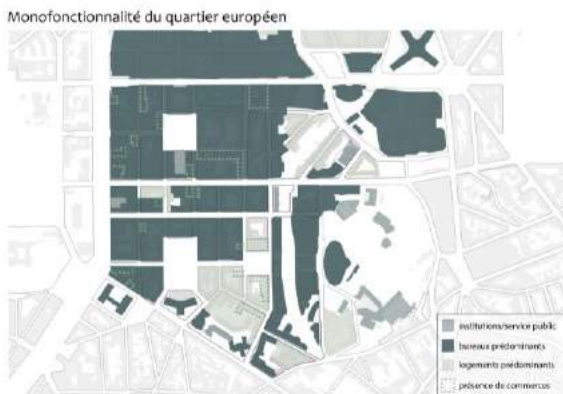 Monofonctionnalité du quartier européen
institutions/service public
bureaux prédominants
logements prédominants
présence de commerces